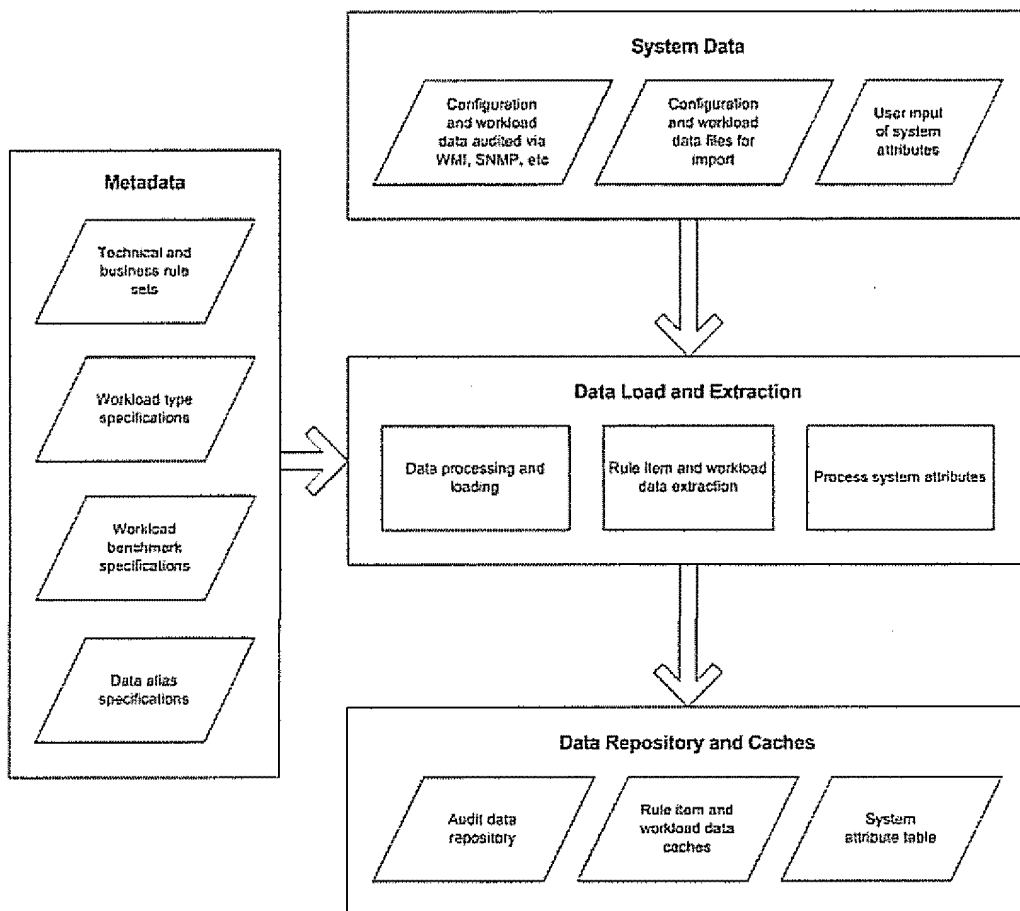 System Data
Configuration
and workload
data audited via
WMI, SNMP, etc
Configuration
and workload
data files for
import
User input
of system
attributes
Metadata
Technical and
business rule
sets
Workload type
specifications
Workload
benchmark
specifications
Data alias
specifications
Data Load and Extraction
Data processing and
loading
Rule item and workload
data extraction
Process system attributes
Data Repository and Caches
Audit data
repository
Rule item and
workload data
caches
System
attribute table